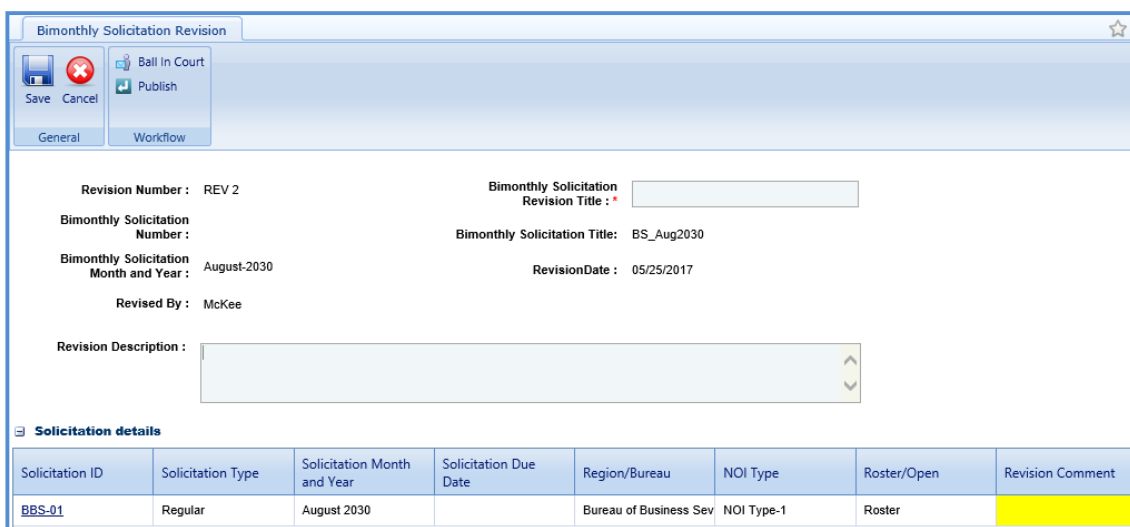 Bimonthly Solicitation Revision
Save Cancel
Ball In Court
Publish
General Workflow
Revision Number : REV 2
Bimonthly Solicitation
Revision Title : *
Bimonthly Solicitation
Number :
Bimonthly Solicitation Title: BS_Aug2030
Bimonthly Solicitation
Month and Year : August-2030
RevisionDate : 05/25/2017
Revised By : McKee
Revision Description :
Solicitation details
Solicitation ID Solicitation Type Solicitation Month and Year Solicitation Due Date Region/Bureau NOI Type Roster/Open Revision Comment
BBS-01 Regular August 2030 Bureau of Business Sev NOI Type-1 Roster